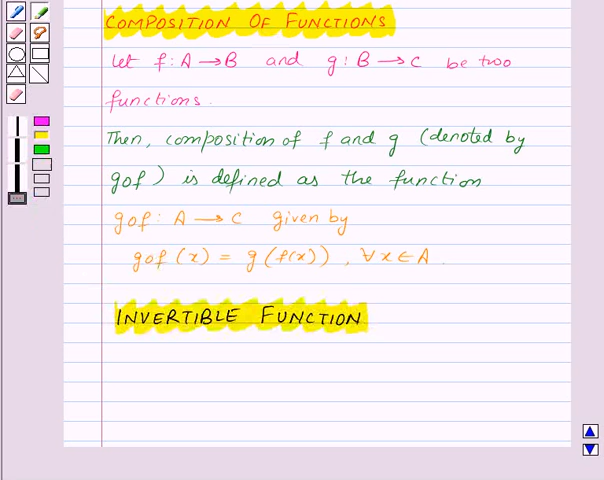 COMPOSITION OF FUNCTIONS
Let f: A → B and g: B → C be two
functions.
Then, composition of f and g (denoted by
gof) is defined as the function
gof: A → C given by
gof (x) = g (f(x)), ∀ x ∈ A.
INVERTIBLE FUNCTION